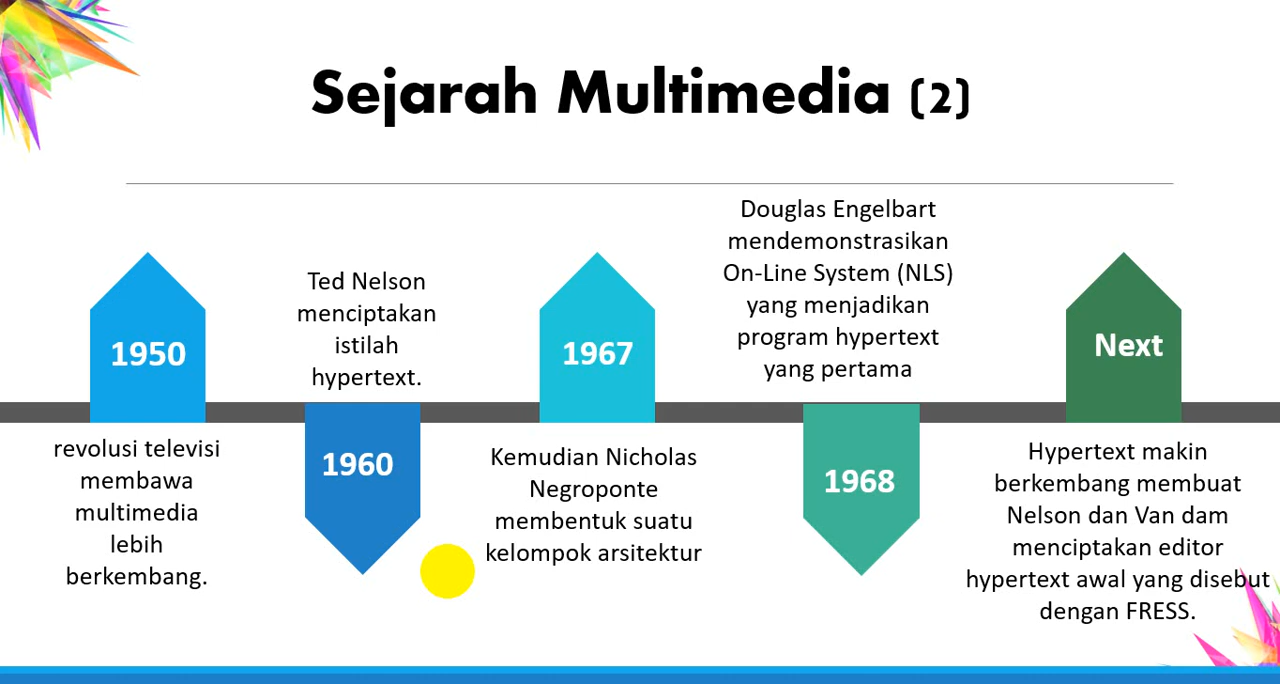 Sejarah Multimedia (2)
1950
revolusi televisi
membawa
multimedia
lebih
berkembang.
Ted Nelson
menciptakan
istilah
hypertext.
1960
1967
Kemudian Nicholas
Negroponte
membentuk suatu
kelompok arsitektur
Douglas Engelbart
mendemonstrasikan
On-Line System (NLS)
yang menjadikan
program hypertext
yang pertama
1968
Next
Hypertext makin
berkembang membuat
Nelson dan Van dam
menciptakan editor
hypertext awal yang disebut
dengan FRESS.